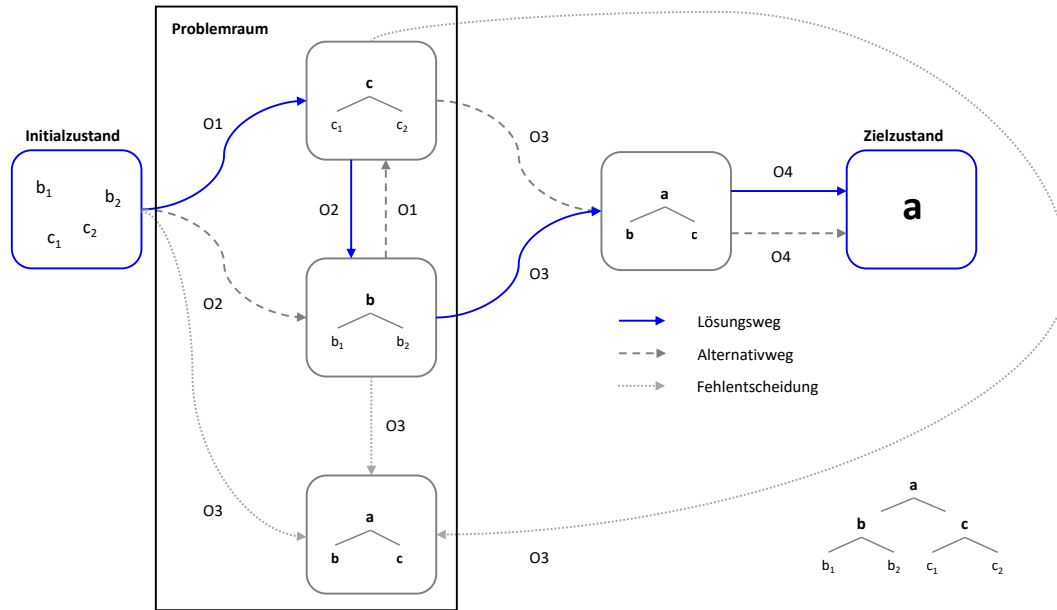 Problemraum
c
c₁ c₂
O1
O3
Initialzustand
Zielzustand
b₁
b₂
c₁
c₂
O2
O1
a
b c
O4
O4
a
O2
O3
b
b₁ b₂
Lösungsweg
Alternativweg
Fehlentscheidung
O3
O3
a
b c
O3
a
b c
b₁ b₂ c₁ c₂